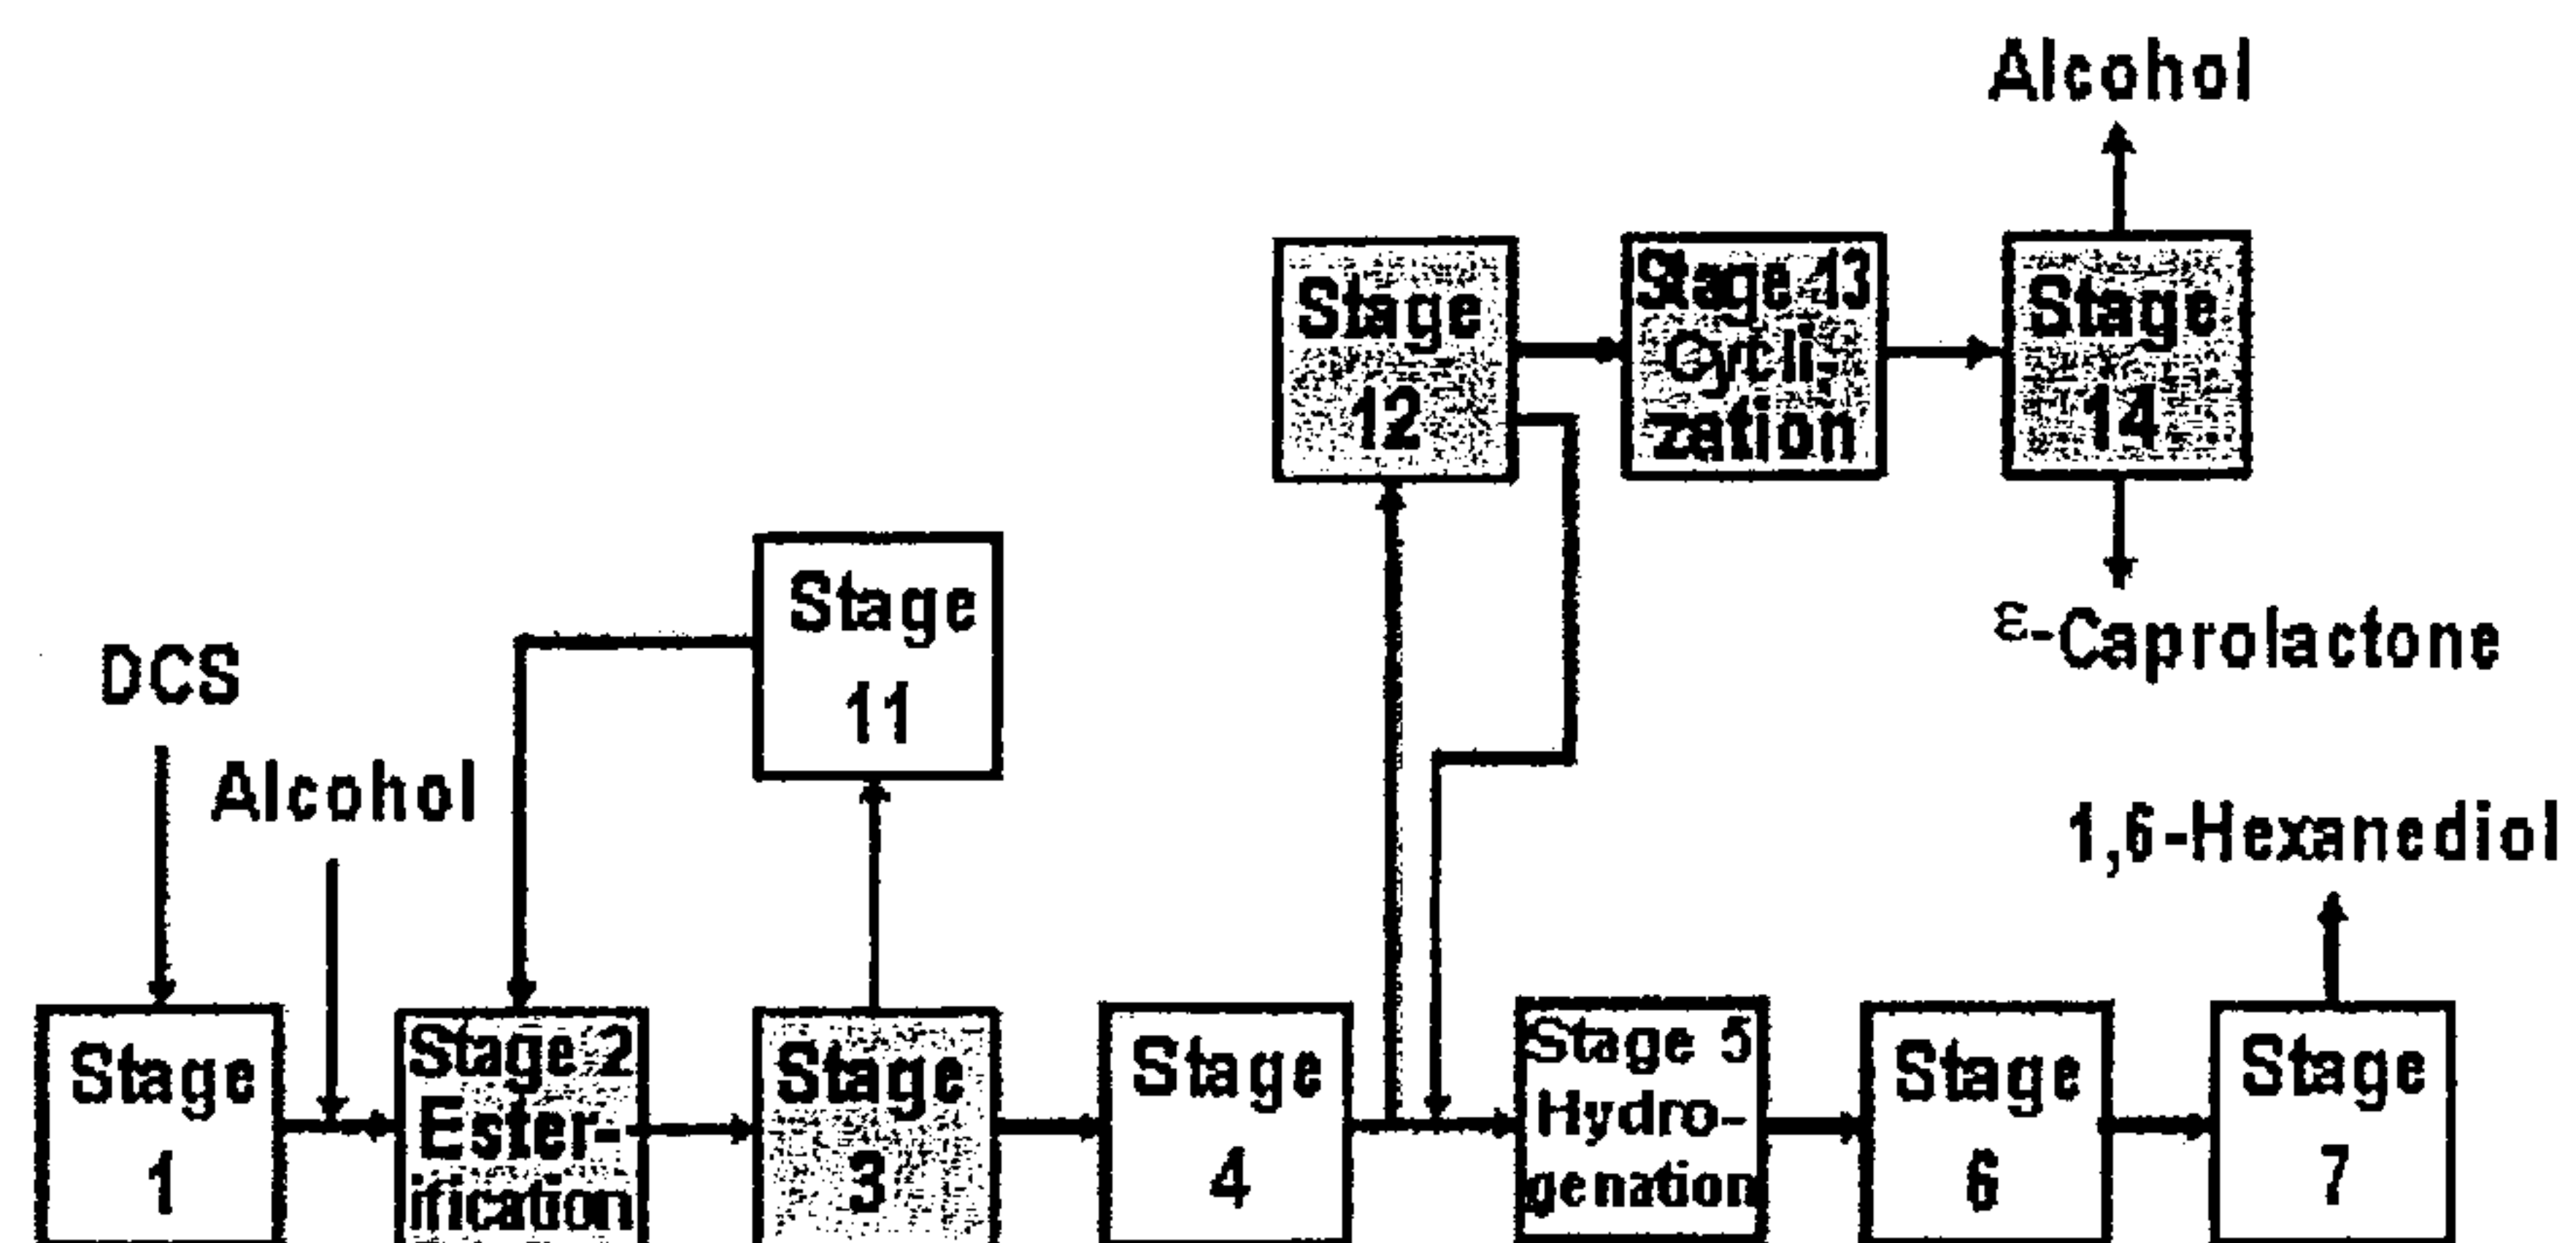 Alcohol
Stage
12
Stage 13
Cycli-
zation
Stage
14
ε-Caprolactone
Stage
11
DCS
Alcohol
1,6-Hexanediol
Stage
1
Stage 2
Ester-
ification
Stage
3
Stage
4
Stage 5
Hydro-
genation
Stage
6
Stage
7